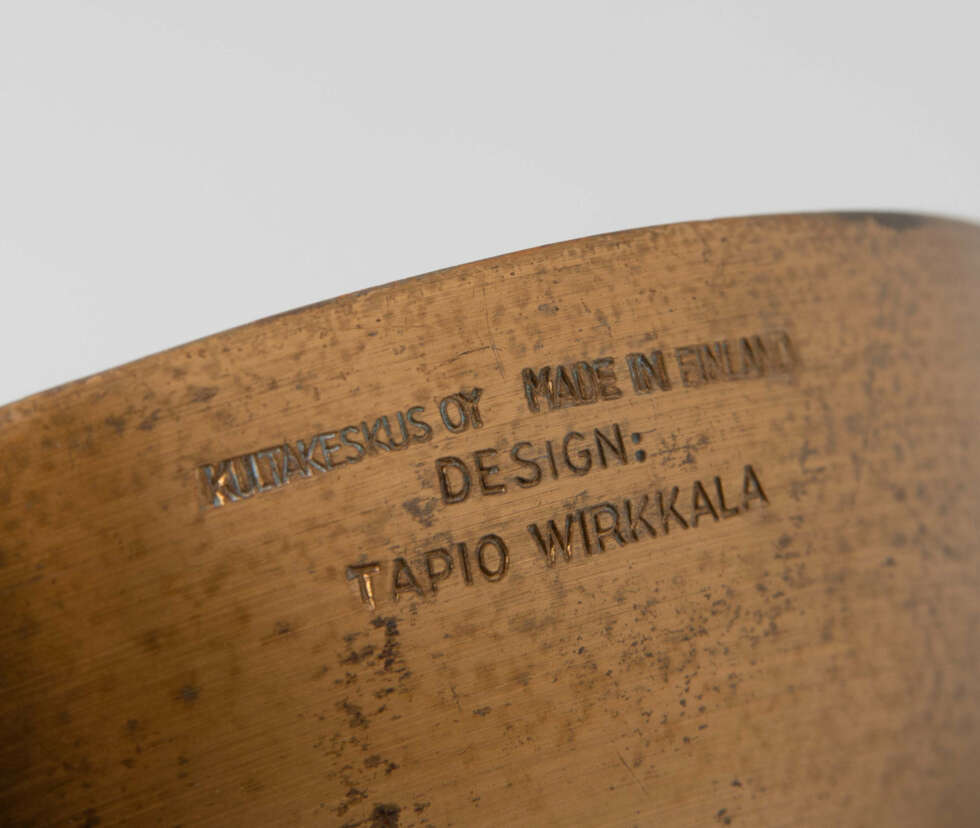 KULTAKESKUS OY MADE IN FINLAND
DESIGN:
TAPIO WIRKKALA